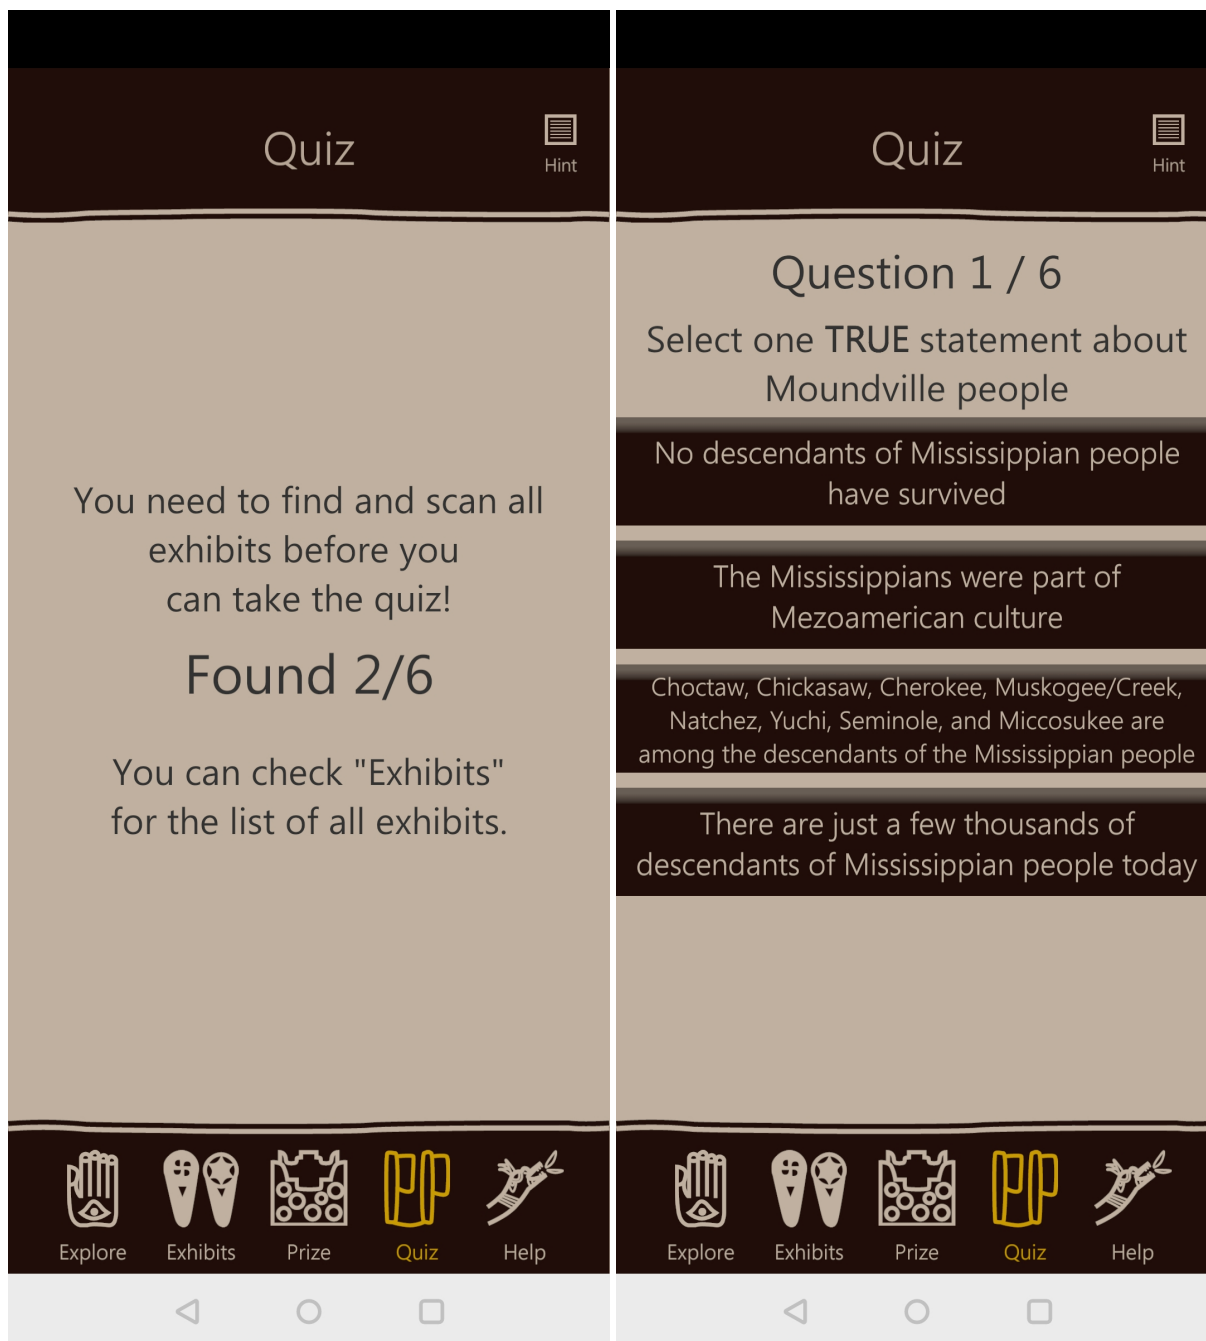 Quiz
Hint
You need to find and scan all
exhibits before you
can take the quiz!
Found 2/6
You can check "Exhibits"
for the list of all exhibits.
Explore
Exhibits
Prize
Quiz
Help
Quiz
Hint
Question 1 / 6
Select one TRUE statement about
Moundville people
No descendants of Mississippian people
have survived
The Mississippians were part of
Mezoamerican culture
Choctaw, Chickasaw, Cherokee, Muskogee/Creek,
Natchez, Yuchi, Seminole, and Miccosukee are
among the descendants of the Mississippian people
There are just a few thousands of
descendants of Mississippian people today
Explore
Exhibits
Prize
Quiz
Help